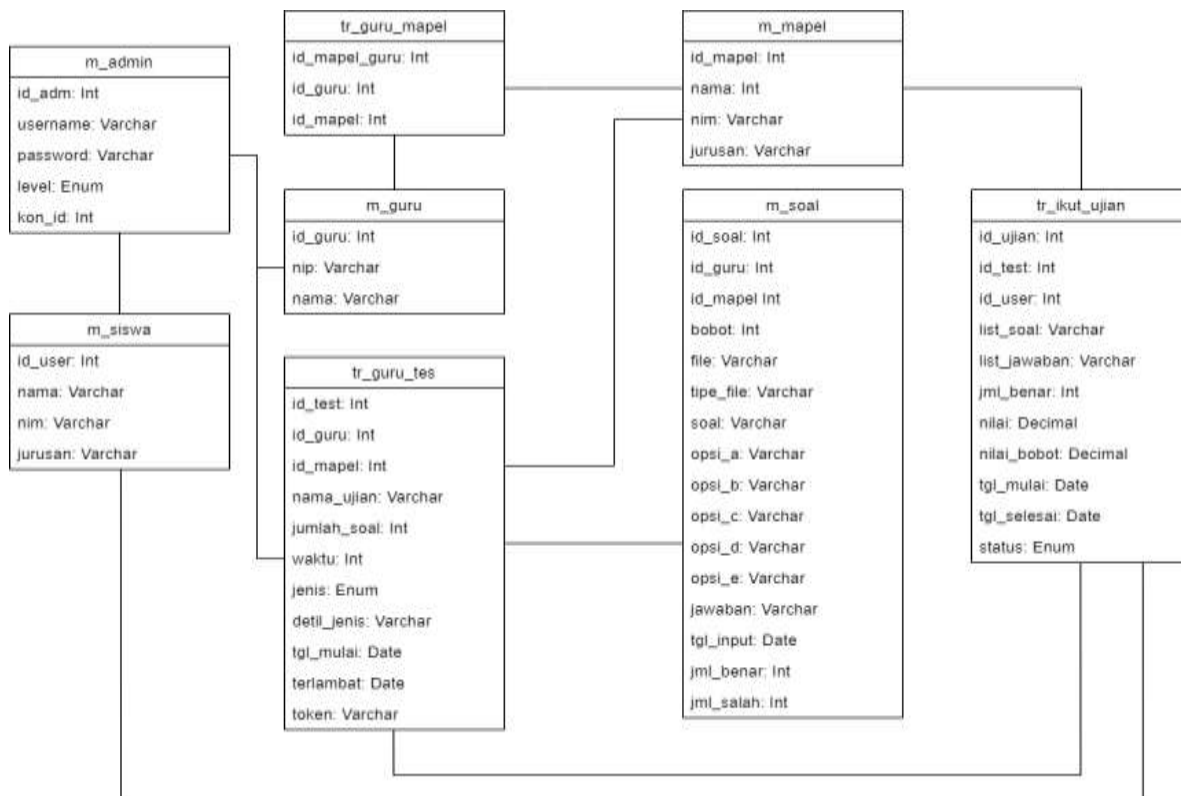 m_admin
id_adm: Int
username: Varchar
password: Varchar
level: Enum
kon_id: Int
m_siswa
id_user: Int
nama: Varchar
nim: Varchar
jurusan: Varchar
tr_guru_mapel
id_mapel_guru: Int
id_guru: Int
id_mapel: Int
m_guru
id_guru: Int
nip: Varchar
nama: Varchar
tr_guru_tes
id_test: Int
id_guru: Int
id_mapel: Int
nama_ujian: Varchar
jumlah_soal: Int
waktu: Int
jenis: Enum
detil_jenis: Varchar
tgl_mulai: Date
terlambat: Date
token: Varchar
m_mapel
id_mapel: Int
nama: Int
nim: Varchar
jurusan: Varchar
m_soal
id_soal: Int
id_guru: Int
id_mapel Int
bobot: Int
file: Varchar
tipe_file: Varchar
soal: Varchar
opsi_a: Varchar
opsi_b: Varchar
opsi_c: Varchar
opsi_d: Varchar
opsi_e: Varchar
jawaban: Varchar
tgl_input: Date
jml_benar: Int
jml_salah: Int
tr_ikut_ujian
id_ujian: Int
id_test: Int
id_user: Int
list_soal: Varchar
list_jawaban: Varchar
jml_benar: Int
nilai: Decimal
nilai_bobot: Decimal
tgl_mulai: Date
tgl_selesai: Date
status: Enum